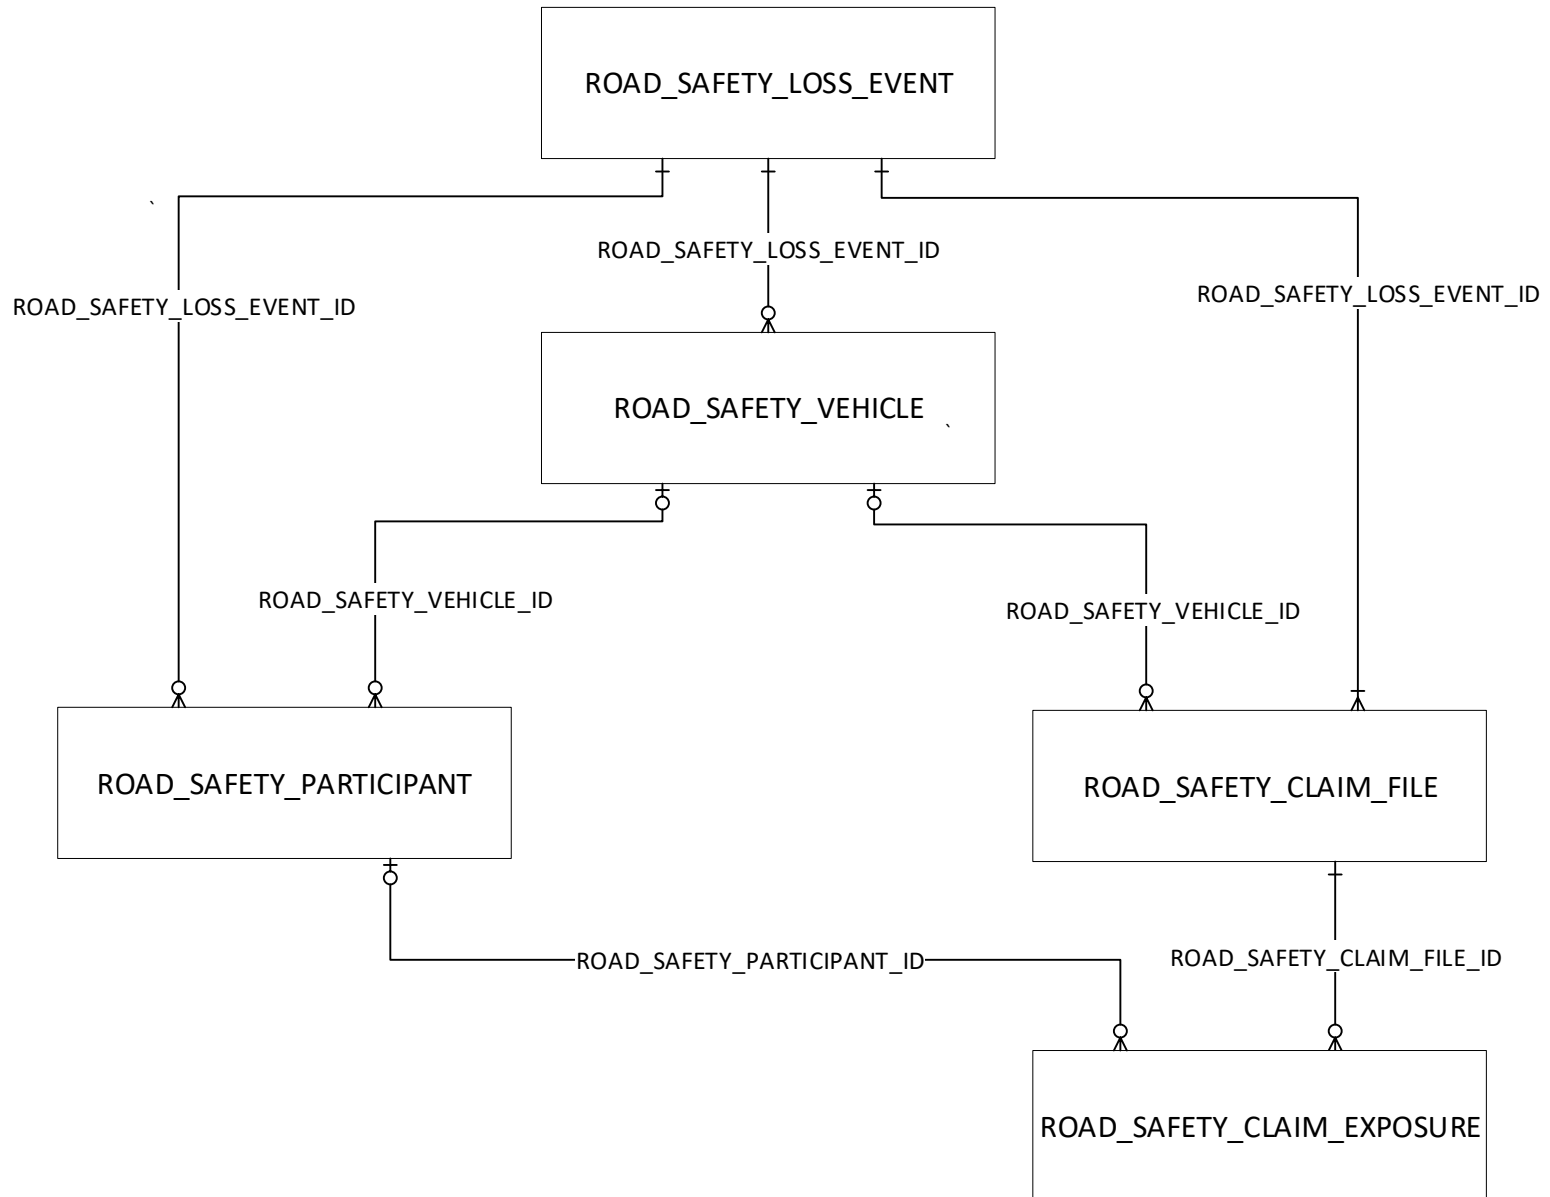 ROAD_SAFETY_LOSS_EVENT
`
ROAD_SAFETY_LOSS_EVENT_ID
ROAD_SAFETY_LOSS_EVENT_ID
ROAD_SAFETY_LOSS_EVENT_ID
ROAD_SAFETY_VEHICLE
`
ROAD_SAFETY_VEHICLE_ID
ROAD_SAFETY_VEHICLE_ID
ROAD_SAFETY_PARTICIPANT
ROAD_SAFETY_CLAIM_FILE
ROAD_SAFETY_PARTICIPANT_ID
ROAD_SAFETY_CLAIM_FILE_ID
ROAD_SAFETY_CLAIM_EXPOSURE